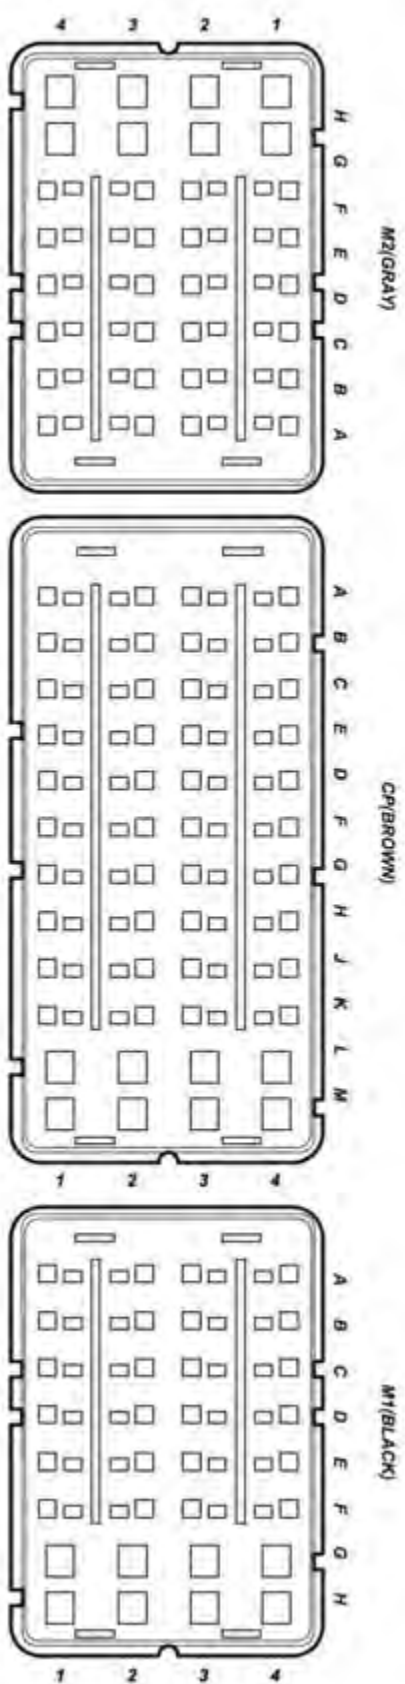 4 3 2 1
H
G
F
E
D
C
B
A
M2(GRAY)
A
B
C
E
D
F
G
H
J
K
L
M
CP(BROWN)
1 2 3 4
A
B
C
D
E
F
G
H
M1(BLACK)
1 2 3 4